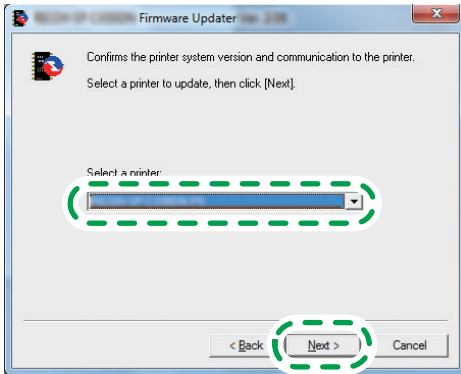 Firmware Updater
Confirms the printer system version and communication to the printer.
Select a printer to update, then click [Next].
Select a printer:
< Back
Next >
Cancel